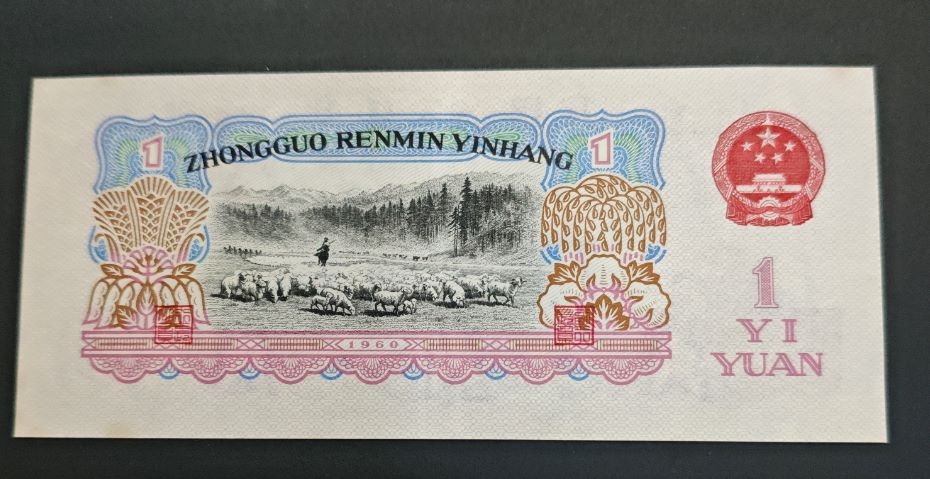 1
ZHONGGUO RENMIN YINHANG
1
1
YI
YUAN
1960